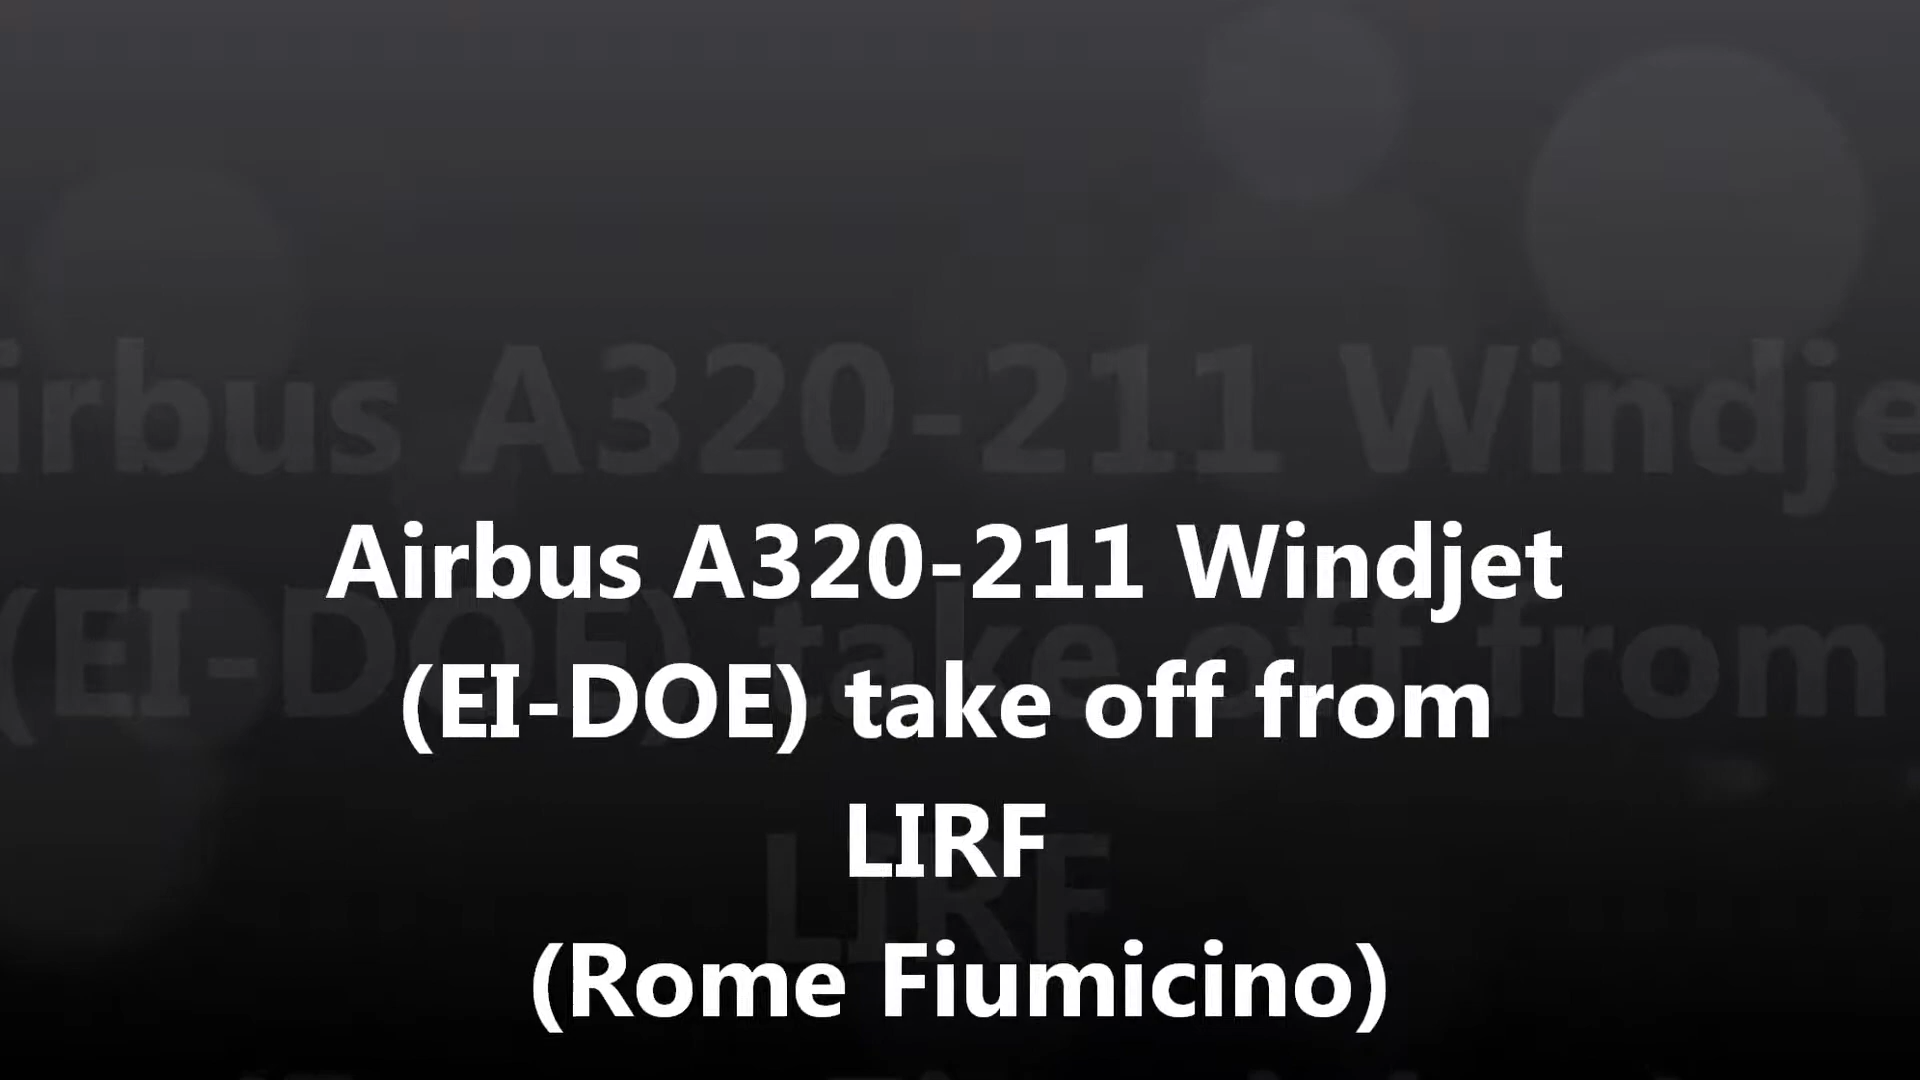 Airbus A320-211 Windjet
(EI-DOE) take off from
LIRF
(Rome Fiumicino)